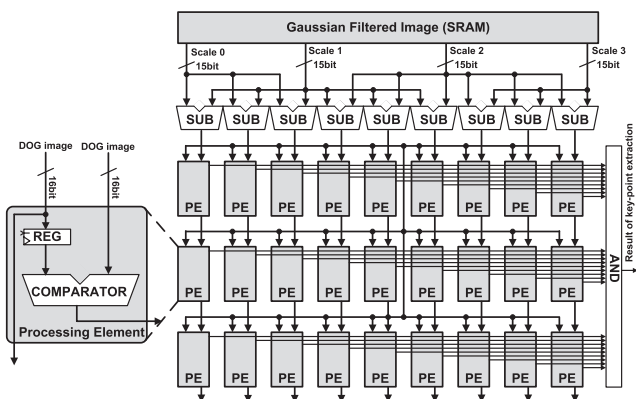 Gaussian Filtered Image (SRAM)
Scale 0
Scale 1
Scale 2
Scale 3
15bit
15bit
15bit
15bit
SUB SUB SUB SUB SUB SUB SUB SUB SUB
DOG image DOG image
16bit
16bit
REG
COMPARATOR
Processing Element
PE PE PE PE PE PE PE PE PE
PE PE PE PE PE PE PE PE PE
PE PE PE PE PE PE PE PE PE
AND
Result of key-point extraction